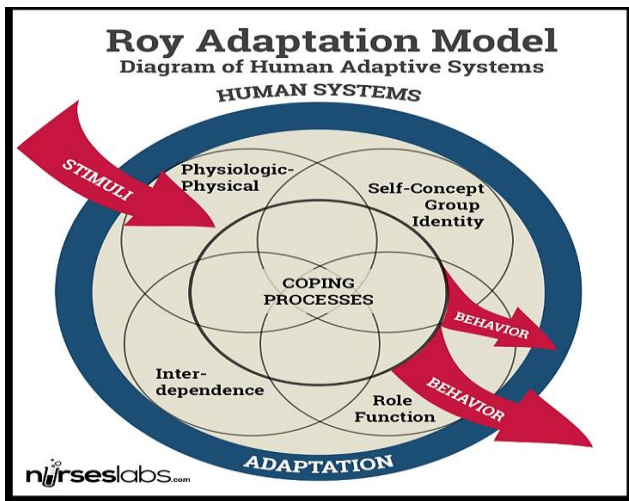 Roy Adaptation Model
Diagram of Human Adaptive Systems
HUMAN SYSTEMS
STIMULI
Physiologic-
Physical
Self-Concept
Group
Identity
COPING
PROCESSES
BEHAVIOR
BEHAVIOR
Inter-
dependence
Role
Function
ADAPTATION
nurseslabs.com